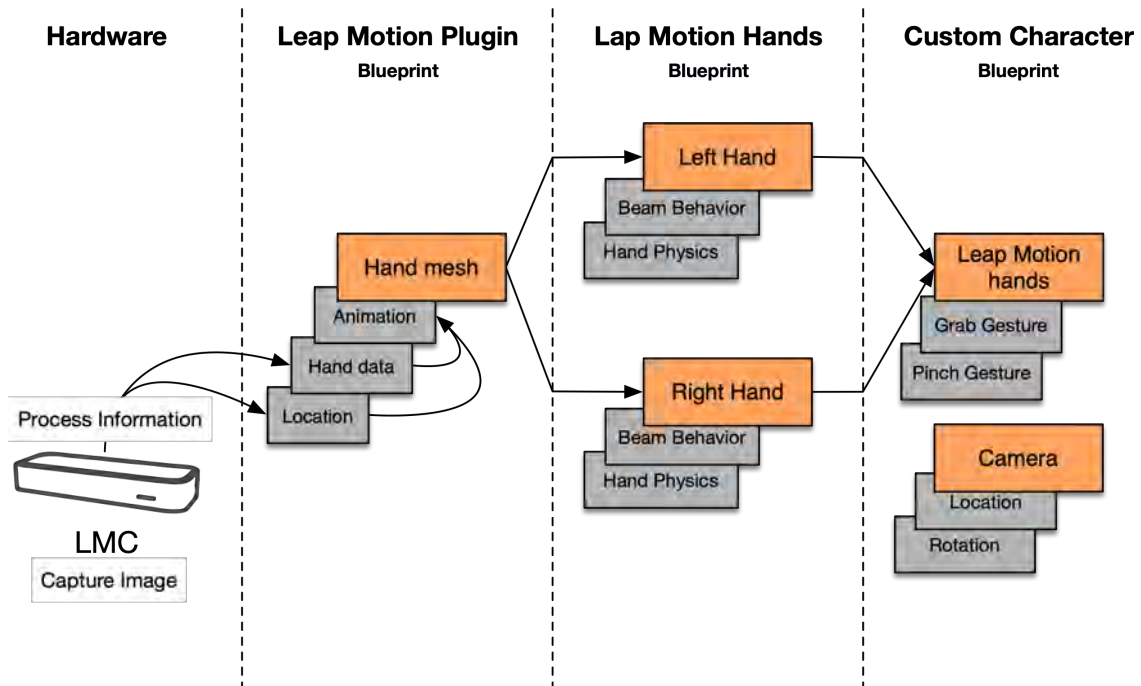 Hardware
Leap Motion Plugin
Blueprint
Lap Motion Hands
Blueprint
Custom Character
Blueprint
Process Information
LMC
Capture Image
Hand mesh
Animation
Hand data
Location
Left Hand
Beam Behavior
Hand Physics
Right Hand
Beam Behavior
Hand Physics
Leap Motion
hands
Grab Gesture
Pinch Gesture
Camera
Location
Rotation